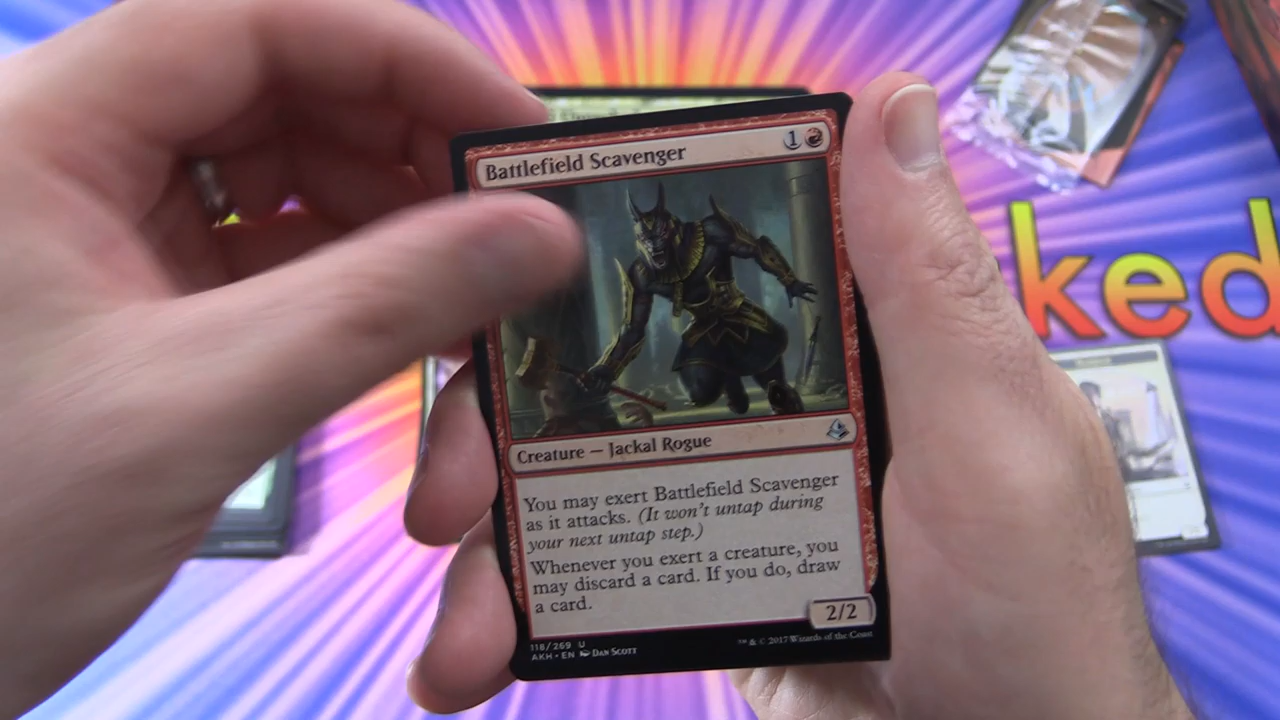 Battlefield Scavenger
1
ked
Creature — Jackal Rogue
You may exert Battlefield Scavenger
as it attacks. (It won't untap during
your next untap step.)
Whenever you exert a creature, you
may discard a card. If you do, draw
a card.
2/2
118/269 U
AKH • EN Dan Scott
™ & © 2017 Wizards of the Coast